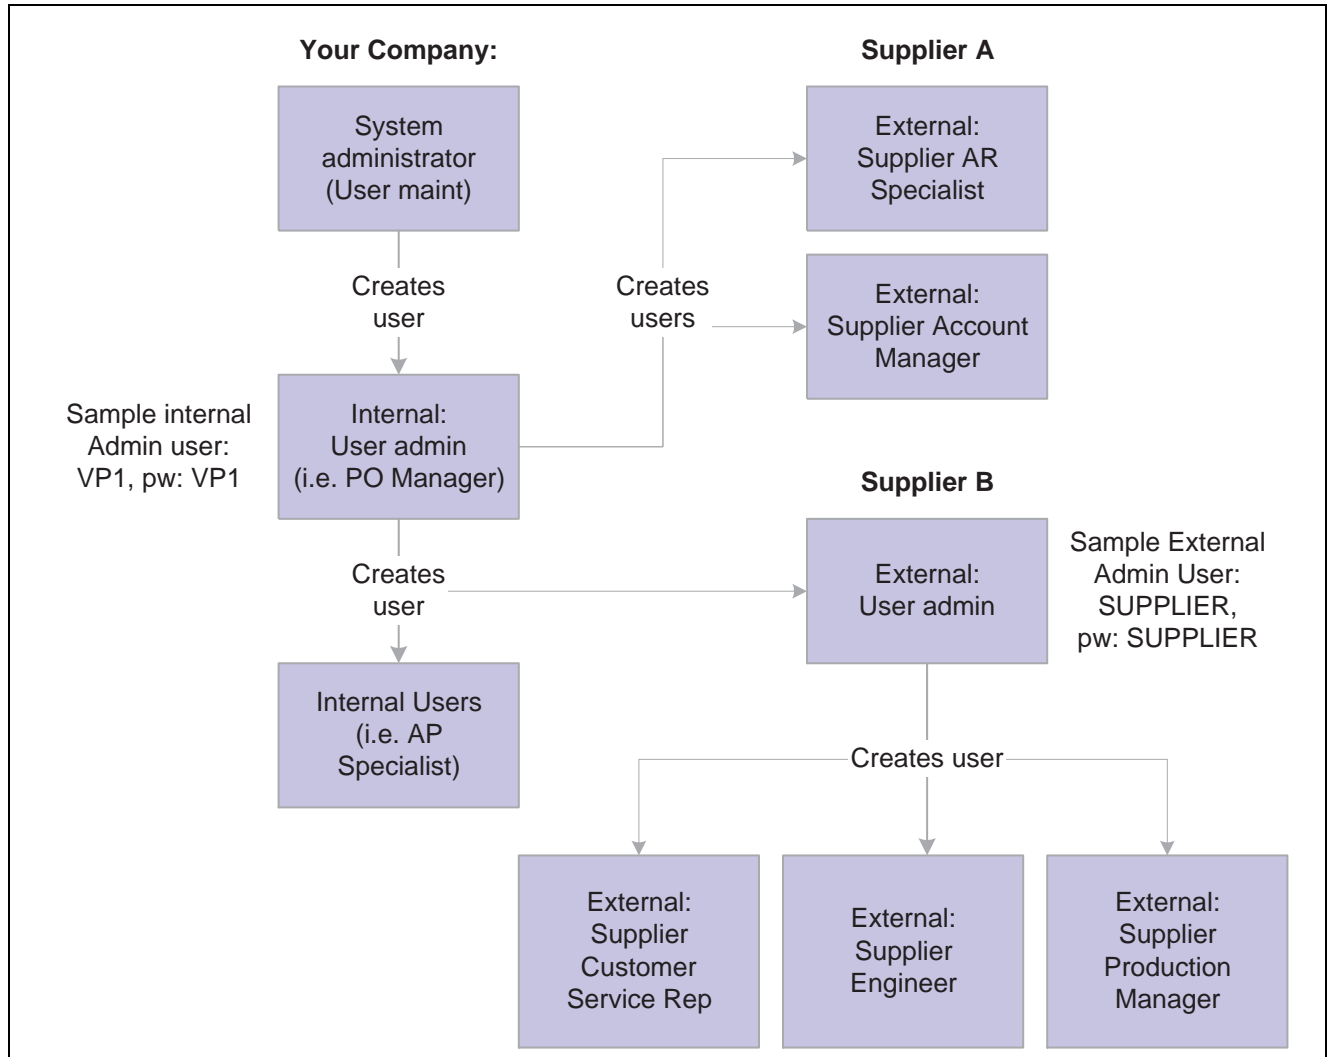 Your Company:
Supplier A
System
administrator
(User maint)
External:
Supplier AR
Specialist
Creates
user
Creates
users
External:
Supplier Account
Manager
Sample internal
Admin user:
VP1, pw: VP1
Internal:
User admin
(i.e. PO Manager)
Supplier B
Creates
user
External:
User admin
Sample External
Admin User:
SUPPLIER,
pw: SUPPLIER
Internal Users
(i.e. AP
Specialist)
Creates user
External:
Supplier
Customer
Service Rep
External:
Supplier
Engineer
External:
Supplier
Production
Manager